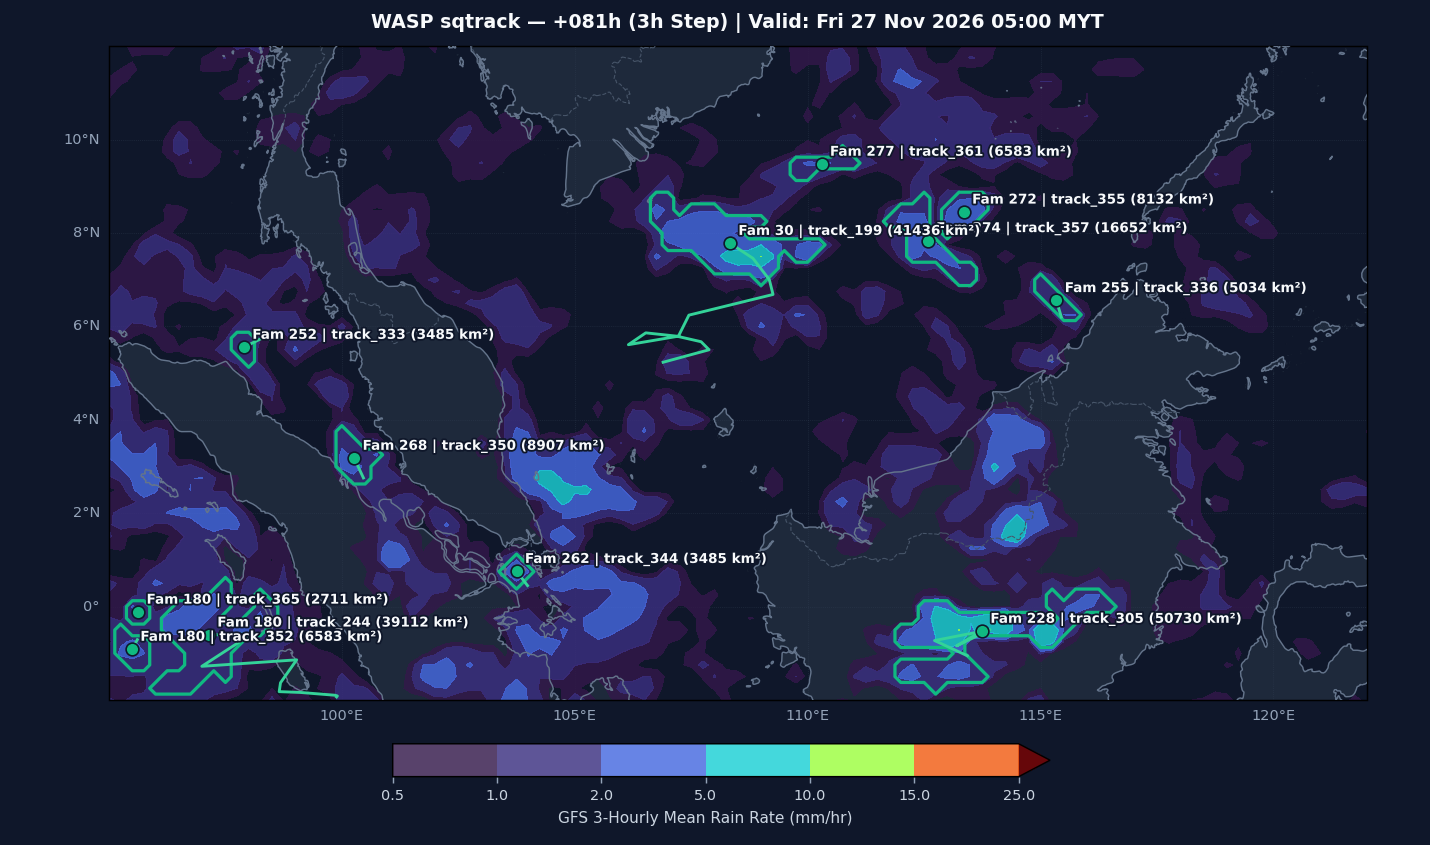 WASP sqtrack — +081h (3h Step) | Valid: Fri 27 Nov 2026 05:00 MYT
10°N
8°N
6°N
4°N
2°N
0°
Fam 277 | track_361 (6583 km²)
Fam 272 | track_355 (8132 km²)
74 | track_357 (16652 km²)
Fam 30 | track_199 (41436 km²)
Fam 255 | track_336 (5034 km²)
Fam 252 | track_333 (3485 km²)
Fam 268 | track_350 (8907 km²)
Fam 262 | track_344 (3485 km²)
Fam 180 | track_365 (2711 km²)
Fam 228 | track_305 (50730 km²)
Fam 180 | track_244 (39112 km²)
Fam 180 | track_352 (6583 km²)
100°E 105°E 110°E 115°E 120°E
0.5 1.0 2.0 5.0 10.0 15.0 25.0
GFS 3-Hourly Mean Rain Rate (mm/hr)